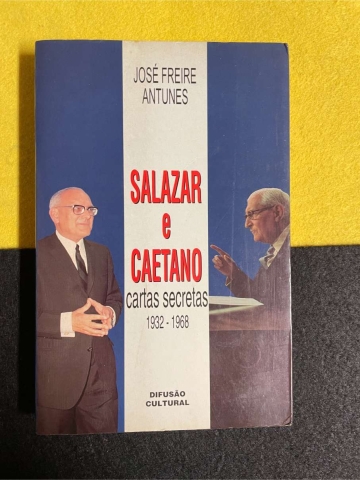 JOSÉ FREIRE
ANTUNES
SALAZAR
e
CAETANO
cartas secretas
1932 - 1968
DIFUSÃO
CULTURAL